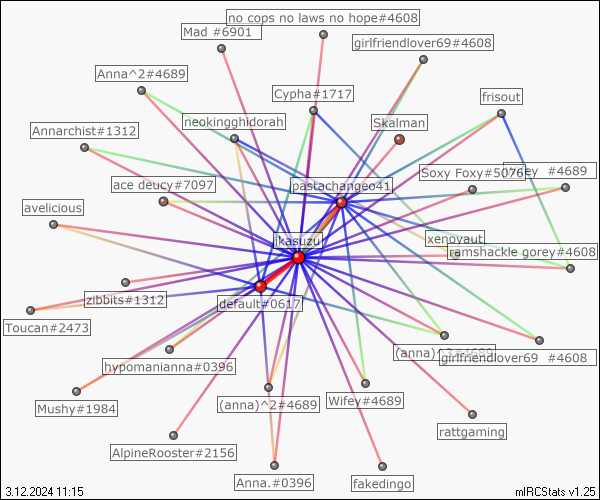 no cops no laws no hope#4608
Mad #6901
girlfriendlover69#4608
Anna^2#4689
Cypha#1717
frisout
neokingghidorah
Skalman
Annarchist#1312
Soxy Foxy#5076
#4689
ace deucy#7097
pastachangeo41
avelicious
ikasuzu
xenovaut
ramshackle gorey#4608
zibbits#1312
default#0617
Toucan#2473
(anna)^2#4689
girlfriendlover69 #4608
hypomanianna#0396
Mushy#1984
(anna)^2#4689
Wifey#4689
rattgaming
AlpineRooster#2156
Anna.#0396
fakedingo
3.12.2024 11:15
mIRCStats v1.25